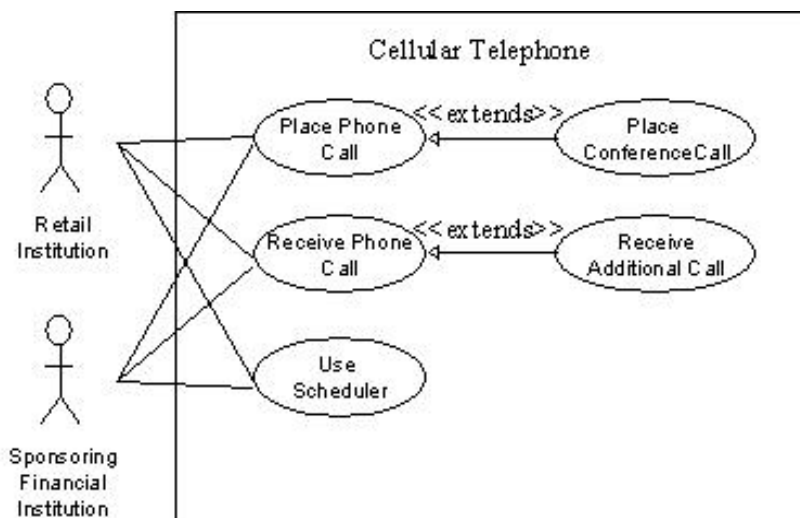 Cellular Telephone
Retail
Institution
Place Phone
Call
<<extends>>
Place
ConferenceCall
Receive Phone
Call
<<extends>>
Receive
Additional Call
Use
Scheduler
Sponsoring
Financial
Institution